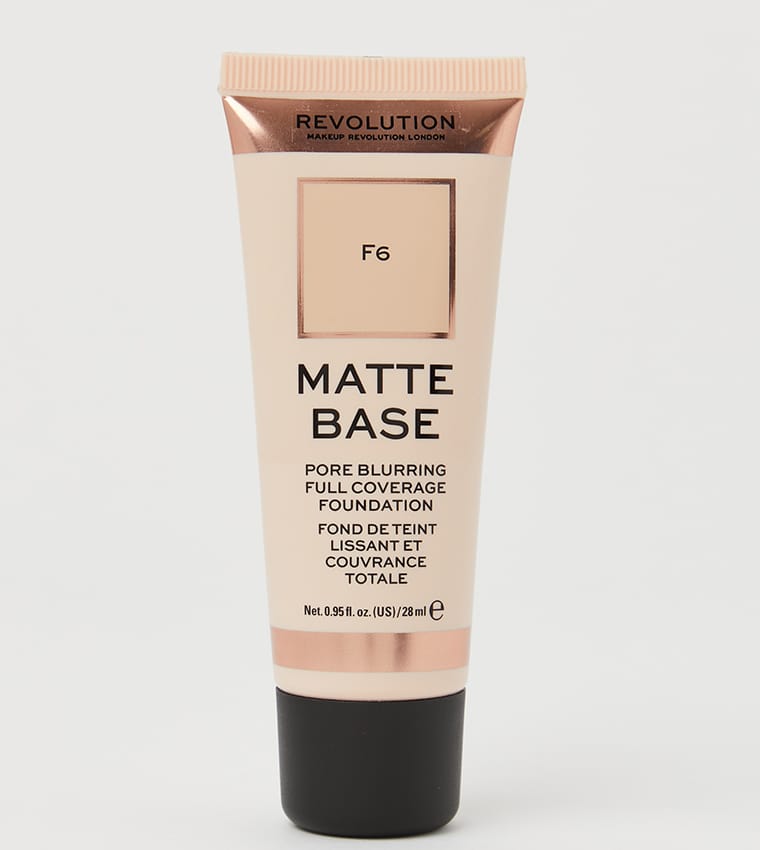 REVOLUTION
MAKEUP REVOLUTION LONDON
F6
MATTE
BASE
PORE BLURRING
FULL COVERAGE
FOUNDATION
FOND DE TEINT
LISSANT ET
COUVRANCE
TOTALE
Net. 0.95 fl. oz. (US)/28 ml ℮